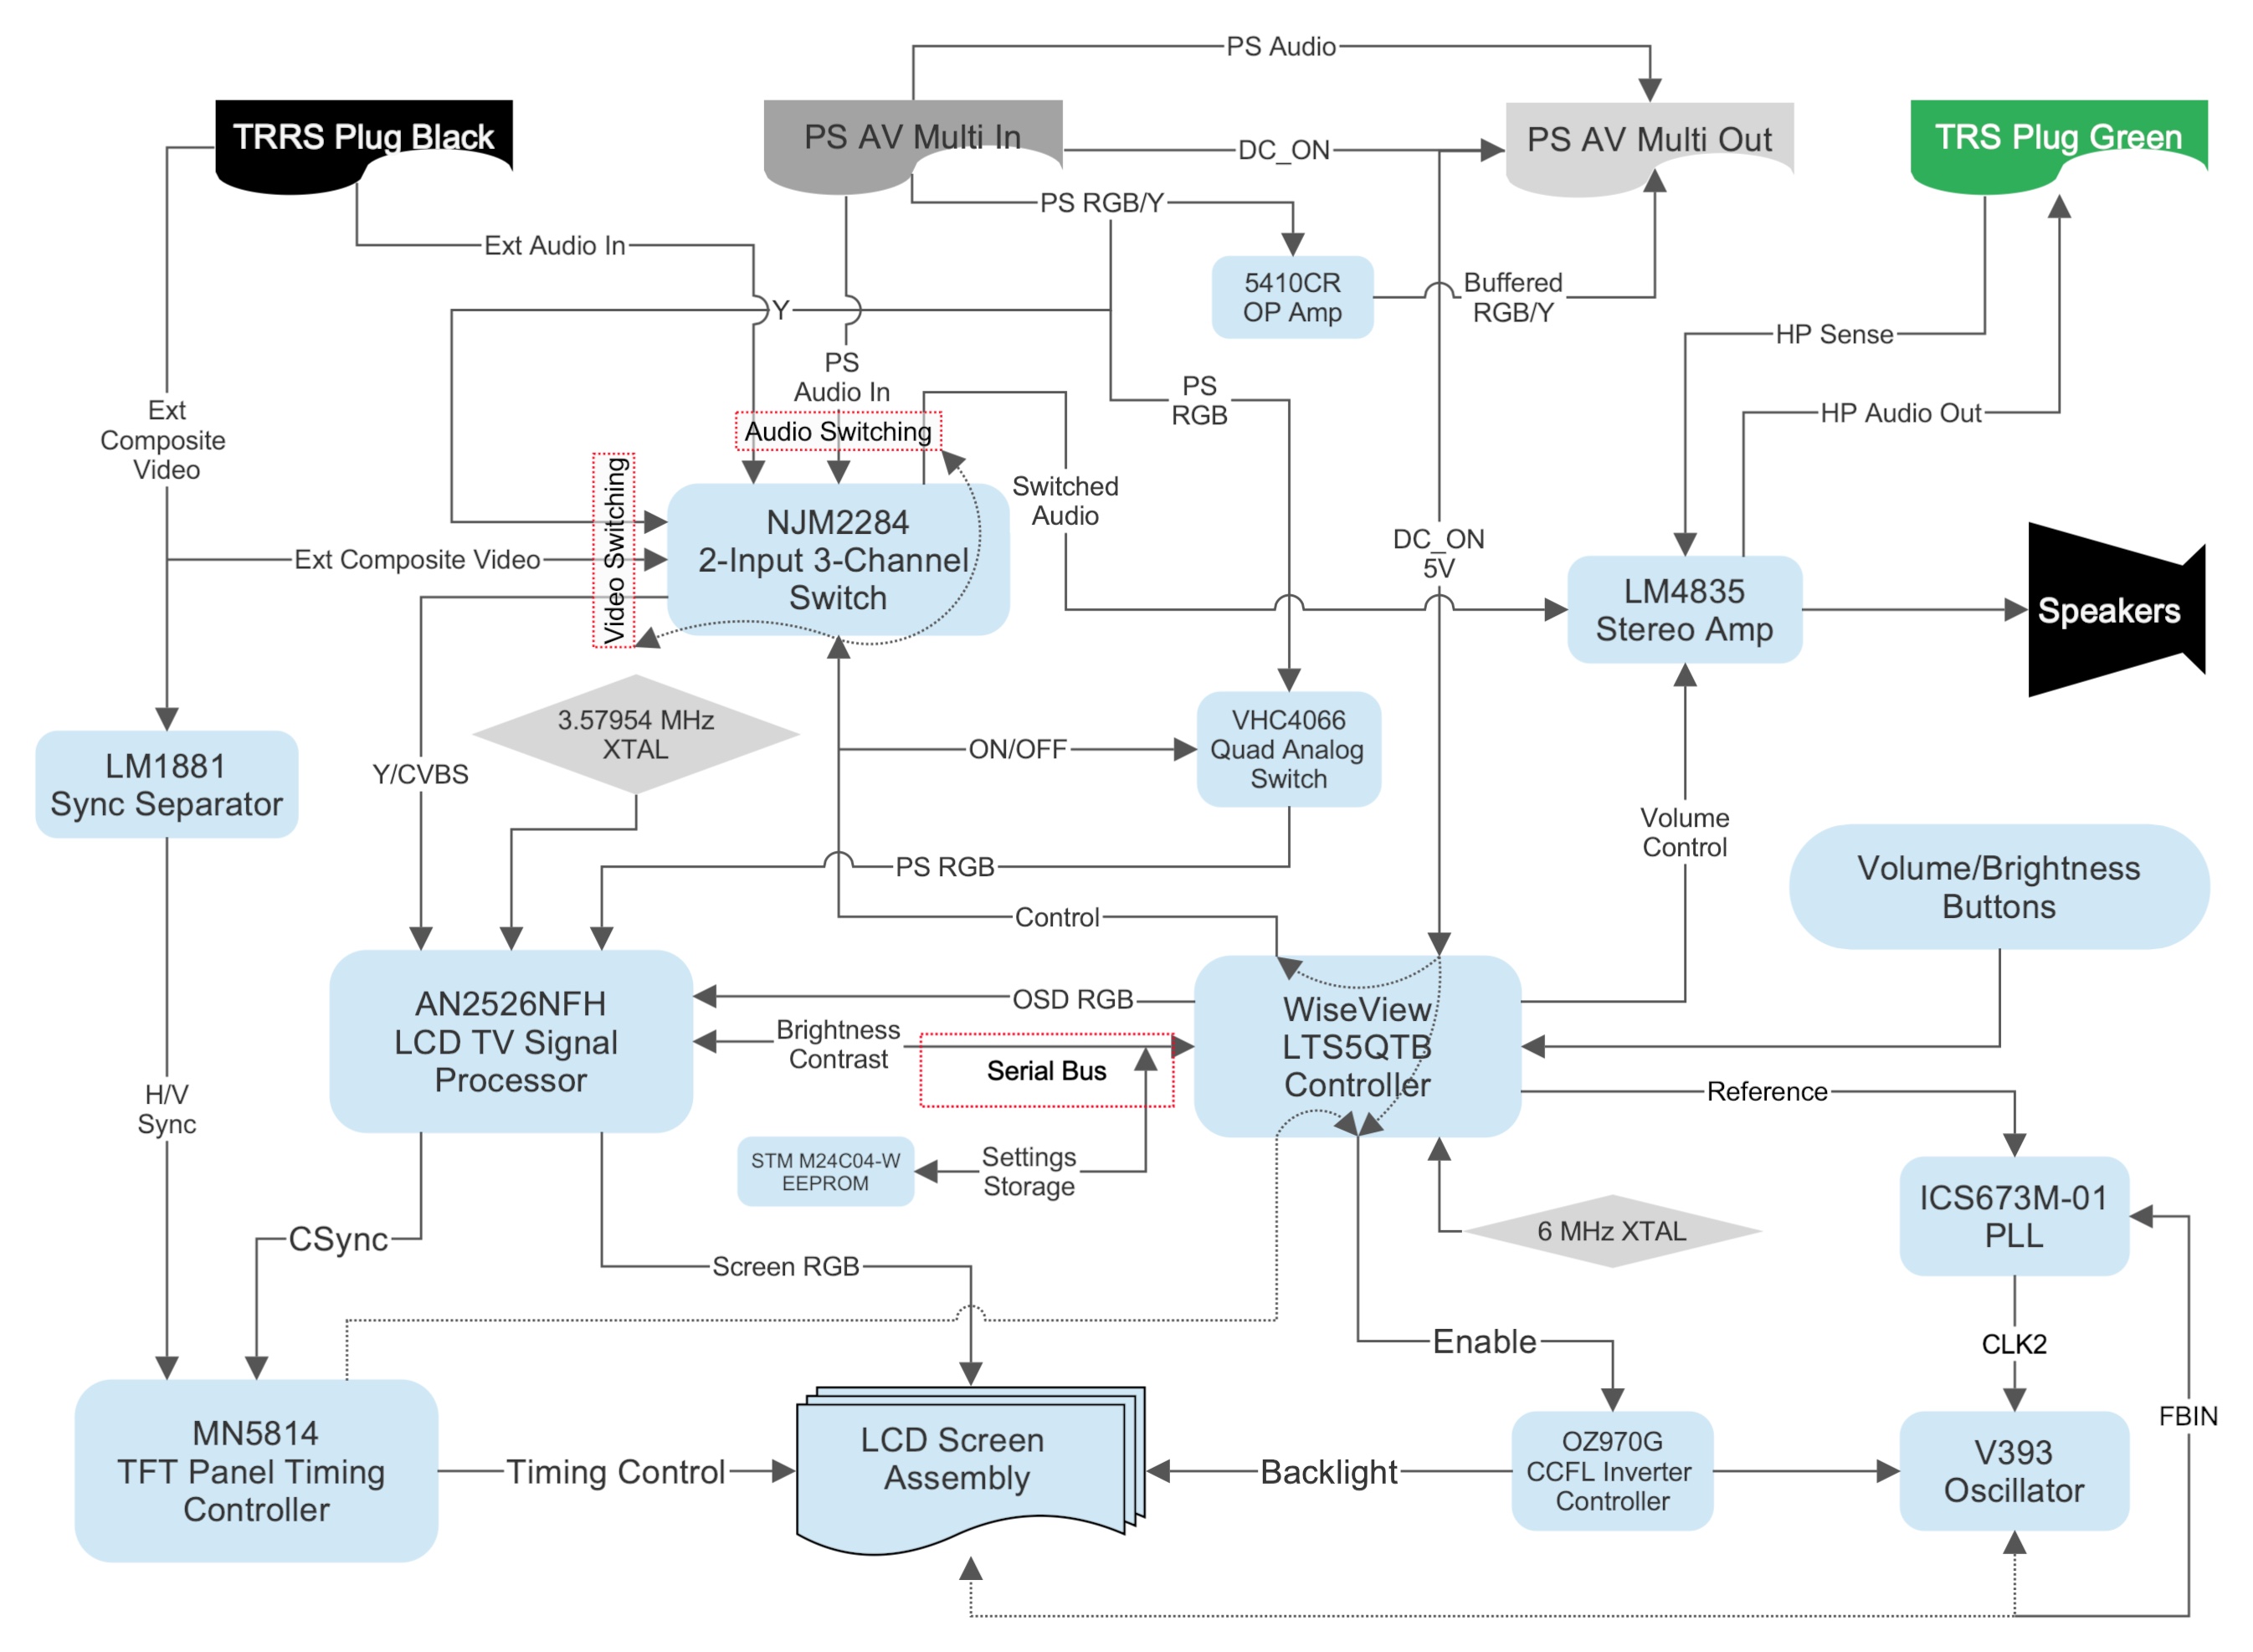 PS Audio
TRRS Plug Black
PS AV Multi In
DC_ON
PS AV Multi Out
TRS Plug Green
PS RGB/Y
Ext Audio In
5410CR
OP Amp
Buffered
RGB/Y
Y
HP Sense
PS
Audio In
PS
RGB
HP Audio Out
Ext
Composite
Video
Audio Switching
Video Switching
Switched
Audio
NJM2284
2-Input 3-Channel
Switch
Ext Composite Video
DC_ON
5V
LM4835
Stereo Amp
Speakers
3.57954 MHz
XTAL
VHC4066
Quad Analog
Switch
ON/OFF
LM1881
Sync Separator
Y/CVBS
Volume
Control
PS RGB
Volume/Brightness
Buttons
Control
AN2526NFH
LCD TV Signal
Processor
OSD RGB
Brightness
Contrast
Serial Bus
WiseView
LTS5QTB
Controller
Reference
H/V
Sync
STM M24C04-W
EEPROM
Settings
Storage
6 MHz XTAL
ICS673M-01
PLL
CSync
Screen RGB
Enable
CLK2
FBIN
MN5814
TFT Panel Timing
Controller
Timing Control
LCD Screen
Assembly
Backlight
OZ970G
CCFL Inverter
Controller
V393
Oscillator